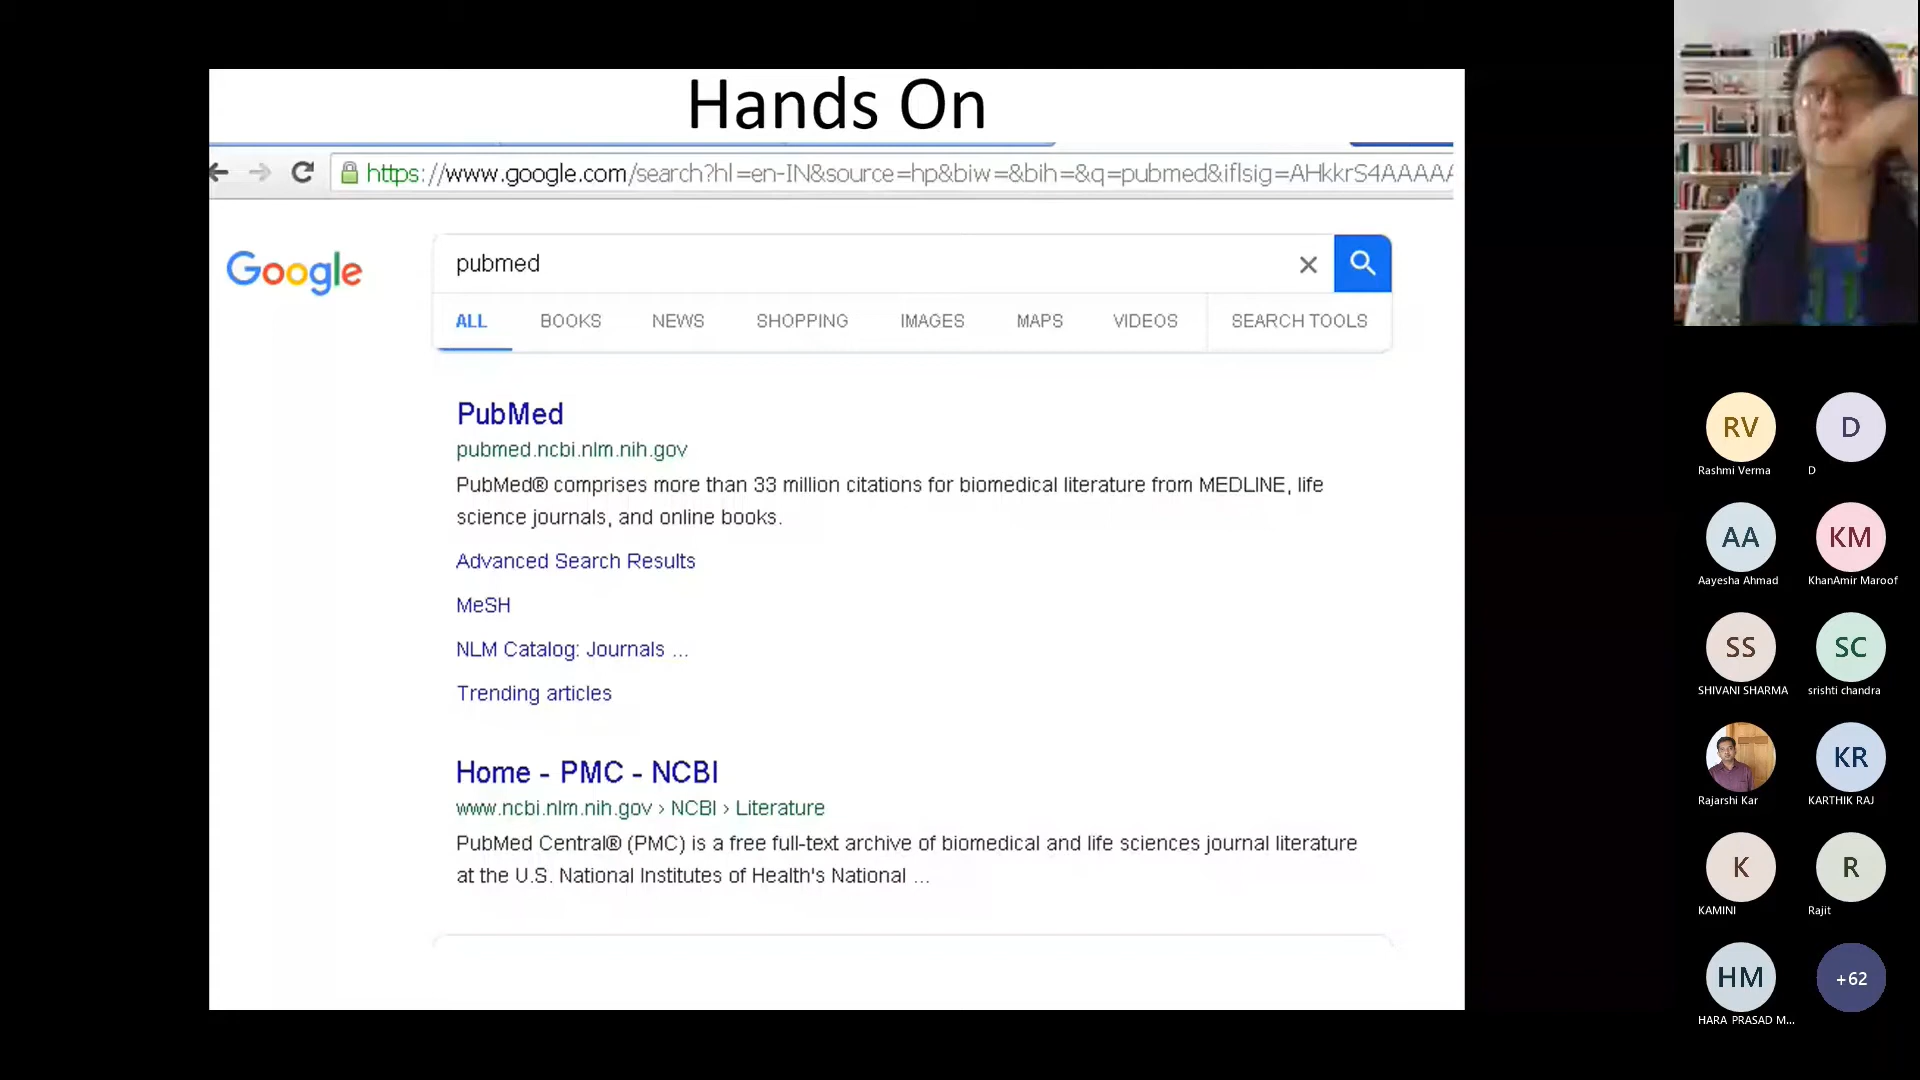 Hands On
https://www.google.com/search?hl=en-IN&source=hp&biw=&bih=&q=pubmed&iflsig=AHkkrS4AAAAA
Google
pubmed
ALL BOOKS NEWS SHOPPING IMAGES MAPS VIDEOS SEARCH TOOLS
PubMed
pubmed.ncbi.nlm.nih.gov
PubMed® comprises more than 33 million citations for biomedical literature from MEDLINE, life
science journals, and online books.
Advanced Search Results
MeSH
NLM Catalog: Journals ...
Trending articles
Home - PMC - NCBI
www.ncbi.nlm.nih.gov › NCBI › Literature
PubMed Central® (PMC) is a free full-text archive of biomedical and life sciences journal literature
at the U.S. National Institutes of Health's National ...
RV D
Rashmi Verma D
AA KM
Aayesha Ahmad KhanAmir Maroof
SS SC
SHIVANI SHARMA srishti chandra
KR
Rajarshi Kar KARTHIK RAJ
K R
KAMINI Rajit
HM +62
HARA PRASAD M...